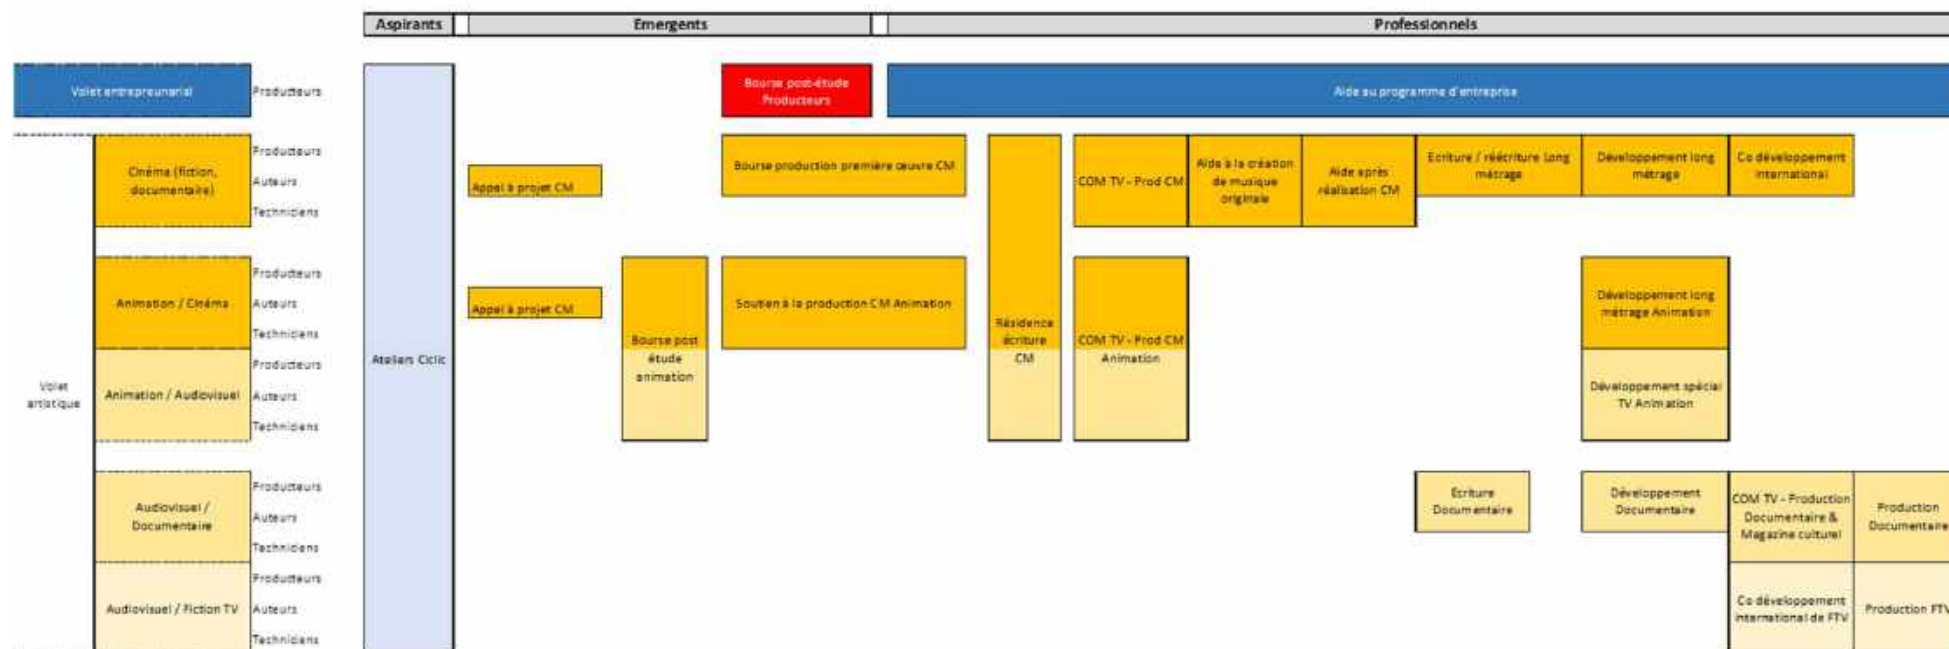 Aspirants
Emergents
Professionnels
Volet entrepreunarial
Producteurs
Bourse post-étude
Producteurs
Aide au programme d'entreprise
Cinéma (fiction,
documentaire)
Producteurs
Auteurs
Techniciens
Appel à projet CM
Bourse production première œuvre CM
COM TV - Prod CM
Aide à la création
de musique
originale
Aide après
réalisation CM
Ecriture / réécriture Long
métrage
Développement long
métrage
Co développement
international
Animation / Cinéma
Producteurs
Auteurs
Techniciens
Appel à projet CM
Soutien à la production CM Animation
Développement long
métrage Animation
Bourse post
étude
animation
Résidence
écriture
CM
COM TV - Prod CM
Animation
Ateliers Ciclic
Volet
artistique
Animation / Audiovisuel
Producteurs
Auteurs
Techniciens
Développement spécial
TV Animation
Audiovisuel /
Documentaire
Producteurs
Auteurs
Techniciens
Ecriture
Documentaire
Développement
Documentaire
COM TV - Production
Documentaire &
Magazine culturel
Production
Documentaire
Audiovisuel / Fiction TV
Producteurs
Auteurs
Techniciens
Co développement
international de FTV
Production FTV